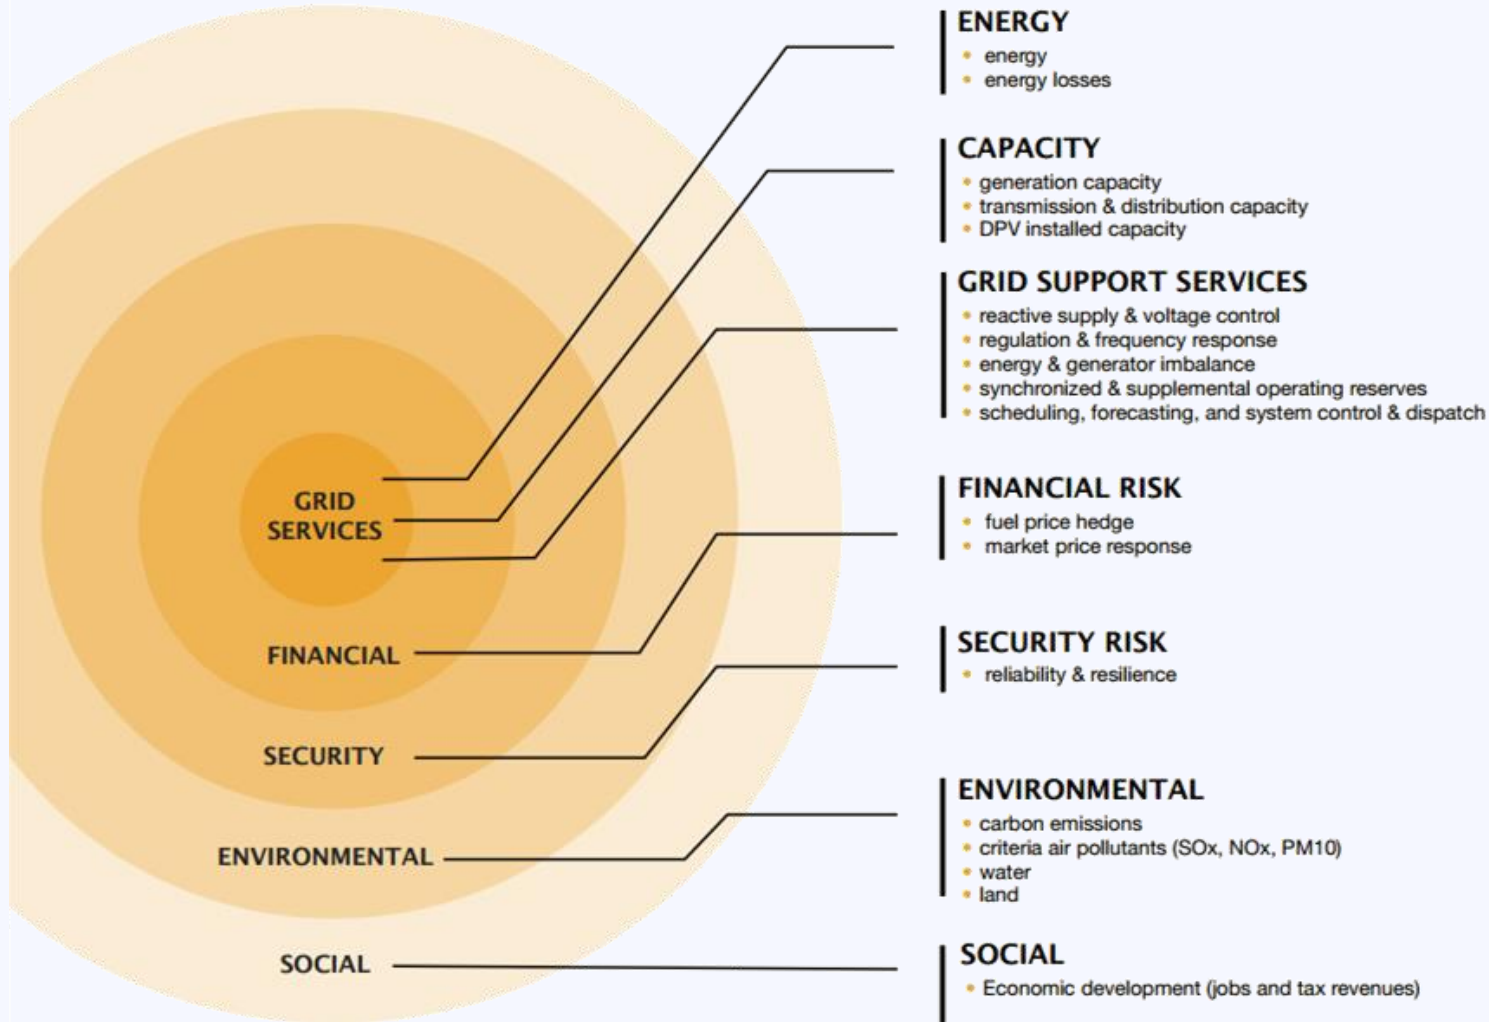 ENERGY
• energy
• energy losses
CAPACITY
• generation capacity
• transmission & distribution capacity
• DPV installed capacity
GRID SUPPORT SERVICES
• reactive supply & voltage control
• regulation & frequency response
• energy & generator imbalance
• synchronized & supplemental operating reserves
• scheduling, forecasting, and system control & dispatch
GRID
SERVICES
FINANCIAL RISK
• fuel price hedge
• market price response
FINANCIAL
SECURITY RISK
• reliability & resilience
SECURITY
ENVIRONMENTAL
• carbon emissions
• criteria air pollutants (SOx, NOx, PM10)
• water
• land
ENVIRONMENTAL
SOCIAL
• Economic development (jobs and tax revenues)
SOCIAL